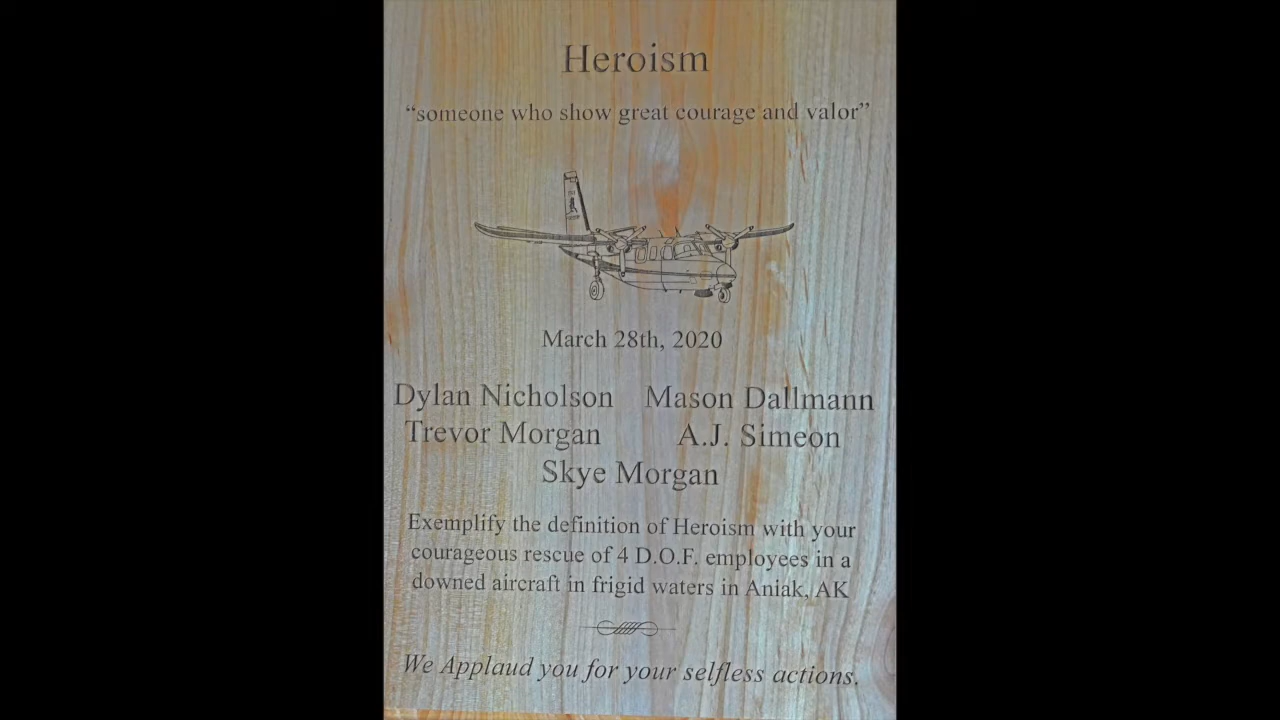 Heroism
“someone who show great courage and valor”
March 28th, 2020
Dylan Nicholson Mason Dallmann
Trevor Morgan A.J. Simeon
Skye Morgan
Exemplify the definition of Heroism with your
courageous rescue of 4 D.O.F. employees in a
downed aircraft in frigid waters in Aniak, AK
We Applaud you for your selfless actions.